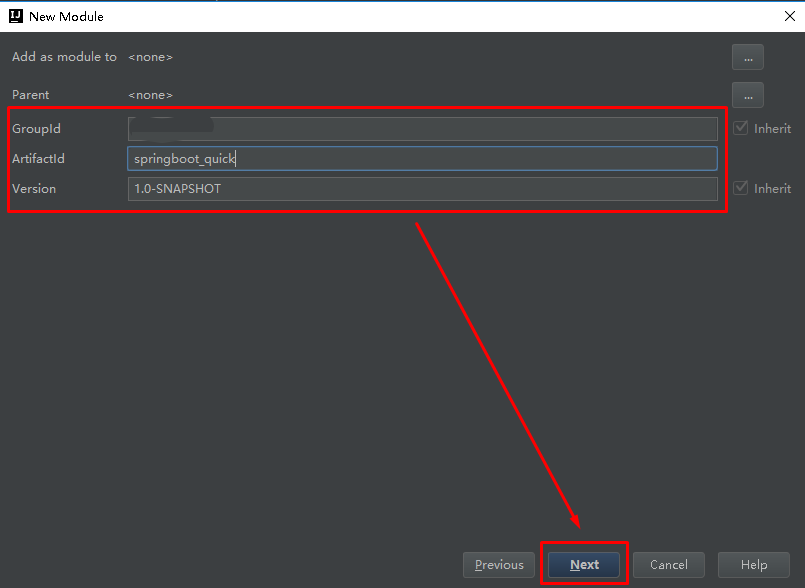 New Module
Add as module to <none>
...
Parent <none>
...
GroupId
Inherit
ArtifactId springboot_quick
Version 1.0-SNAPSHOT
Inherit
Previous Next Cancel Help